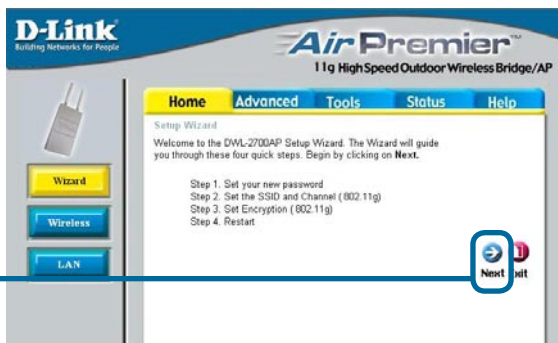 D-Link
Building Networks for People
Air Premier™
11g High Speed Outdoor Wireless Bridge/AP
Home Advanced Tools Status Help
Setup Wizard
Welcome to the DWL-2700AP Setup Wizard. The Wizard will guide
you through these four quick steps. Begin by clicking on Next.
Wizard
Wireless
LAN
Step 1. Set your new password
Step 2. Set the SSID and Channel ( 802.11g)
Step 3. Set Encryption ( 802.11g)
Step 4. Restart
Next xit